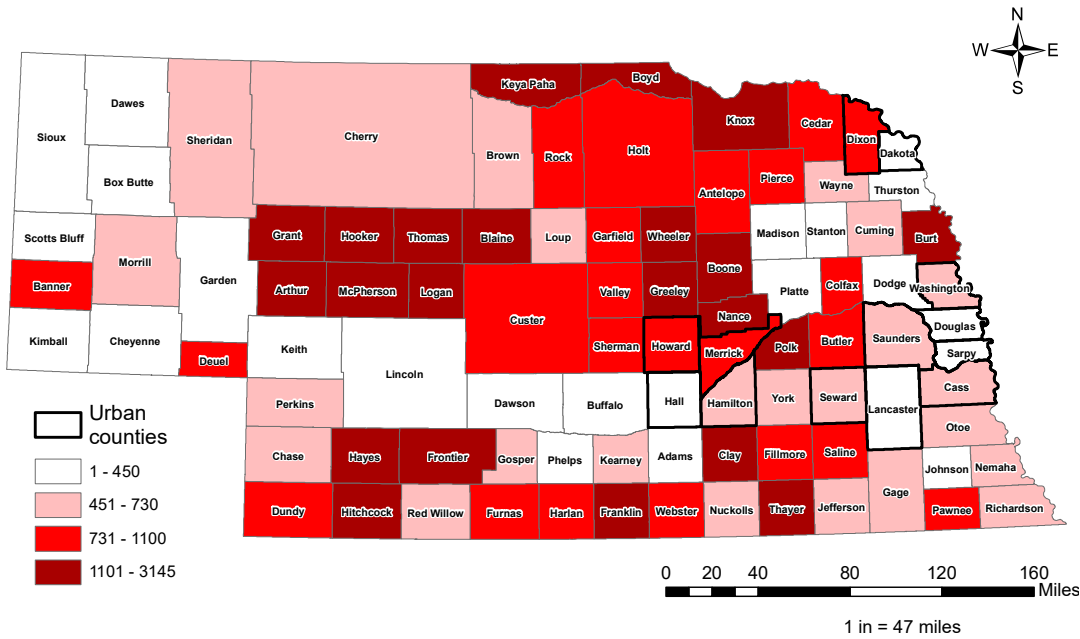 N
W E
S
Keya Paha
Boyd
Dawes
Sioux
Sheridan
Cherry
Brown
Rock
Holt
Knox
Cedar
Dixon
Dakota
Box Butte
Antelope
Pierce
Wayne
Thurston
Scotts Bluff
Morrill
Garden
Grant
Hooker
Thomas
Blaine
Loup
Garfield
Wheeler
Boone
Madison
Stanton
Cuming
Burt
Banner
Arthur
McPherson
Logan
Custer
Valley
Greeley
Nance
Platte
Colfax
Dodge
Washington
Kimball
Cheyenne
Deuel
Keith
Lincoln
Sherman
Howard
Merrick
Polk
Butler
Saunders
Douglas
Sarpy
Perkins
Dawson
Buffalo
Hall
Hamilton
York
Seward
Lancaster
Cass
Otoe
Chase
Hayes
Frontier
Gosper
Phelps
Kearney
Adams
Clay
Fillmore
Saline
Johnson
Nemaha
Dundy
Hitchcock
Red Willow
Furnas
Harlan
Franklin
Webster
Nuckolls
Thayer
Jefferson
Gage
Pawnee
Richardson
Urban
counties
1 - 450
451 - 730
731 - 1100
1101 - 3145
0 20 40 80 120 160
Miles
1 in = 47 miles